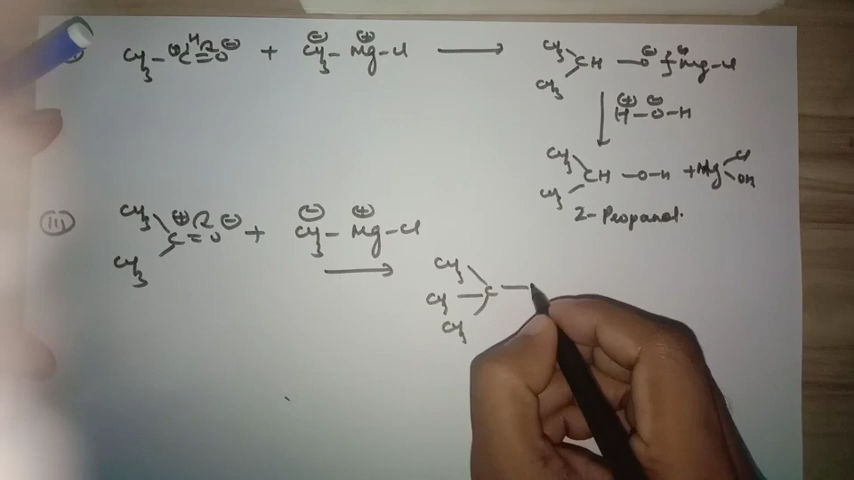 CH3 - C⊕HO⊖ + CH3⊖ - Mg⊕ - Cl → CH3 CH3 CH - O⊖ Mg⊕ - Cl
H⊕ - O⊖ - H
CH3 CH3 CH - O - H + Mg Cl OH
2 - Propanol.
(iii) CH3 CH3 C⊕ = O⊖ + CH3⊖ - Mg⊕ - Cl
→ CH3 CH3 CH3 C -